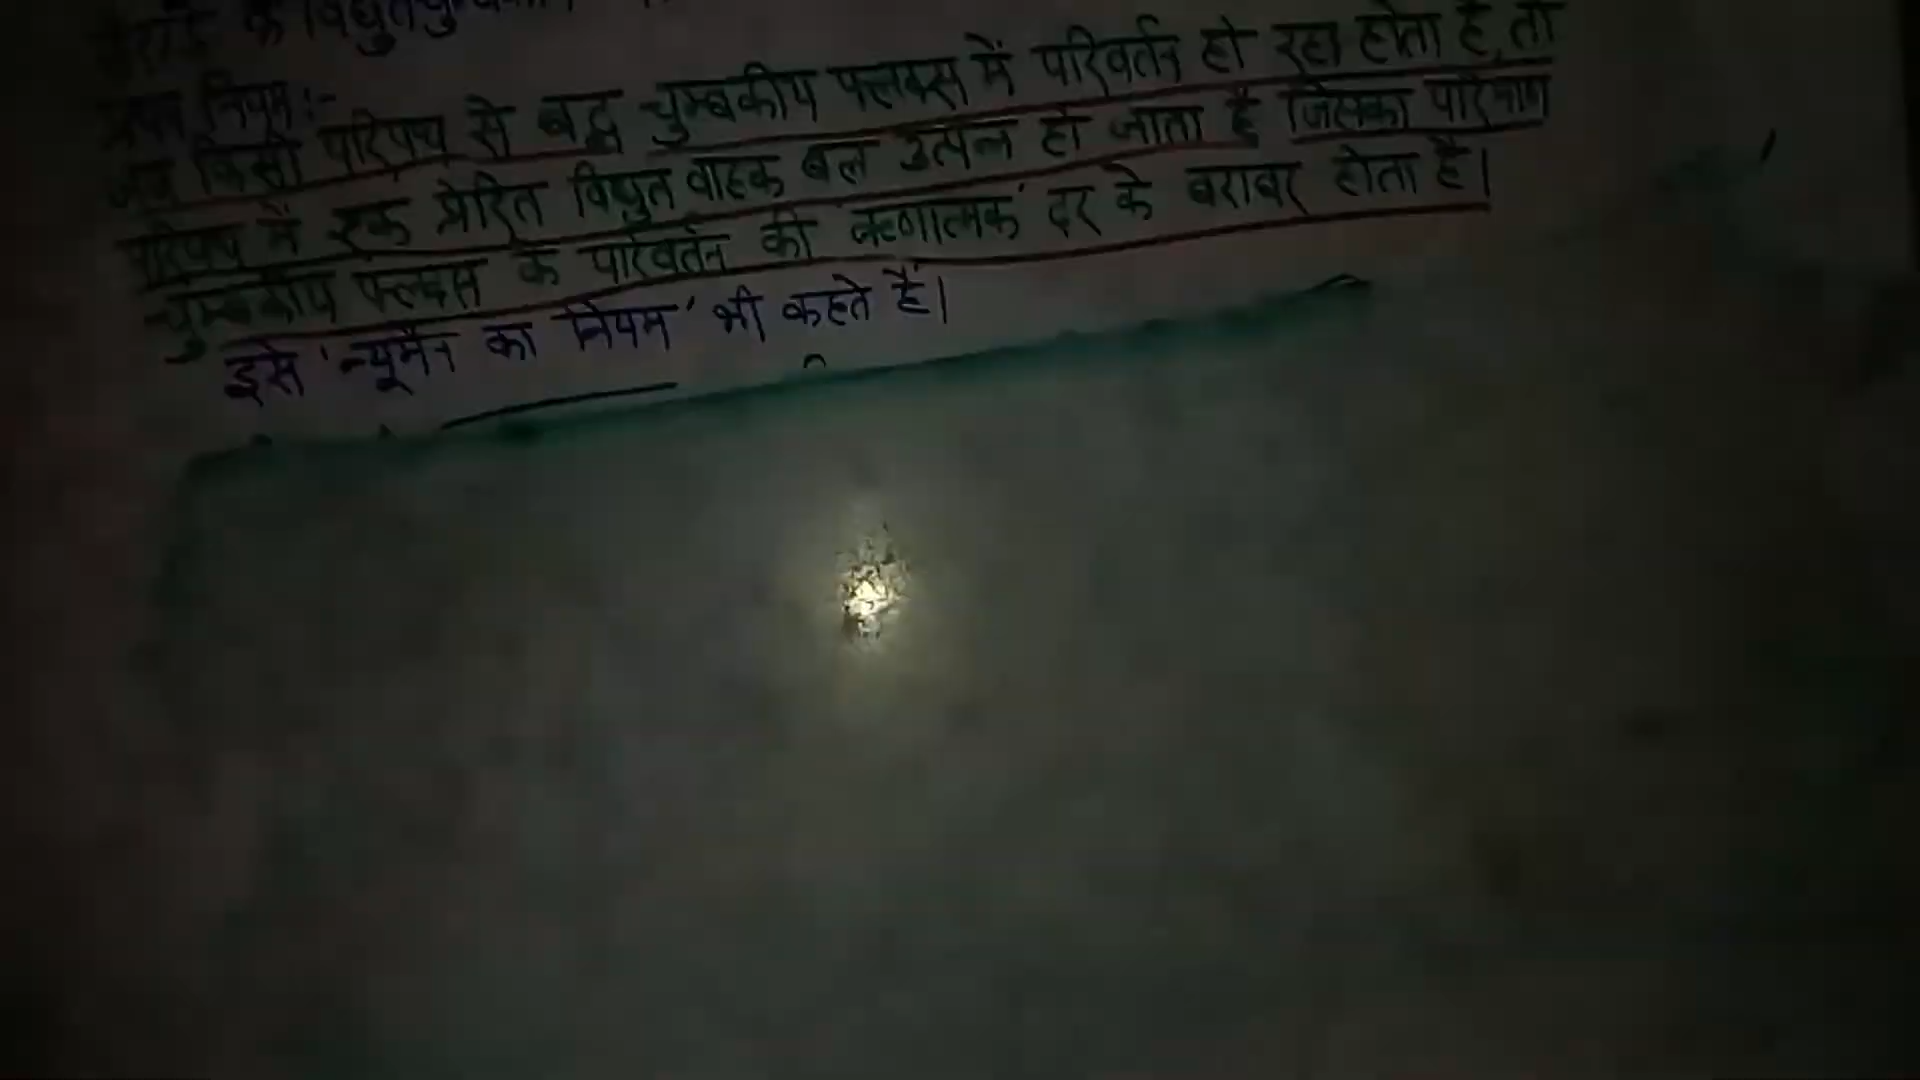 फैराडे के विद्युतचुम्बकीय
प्रथम नियम:-
जब किसी परिपथ से बद्ध चुम्बकीय फ्लक्स में परिवर्तन हो रहा होता है, तो
परिपथ में एक प्रेरित विद्युत वाहक बल उत्पन्न हो जाता है जिसका परिमाण
चुम्बकीय फ्लक्स के परिवर्तन की 'ऋणात्मक' दर के बराबर होता है।
इसे 'न्यूमैन का नियम' भी कहते हैं।